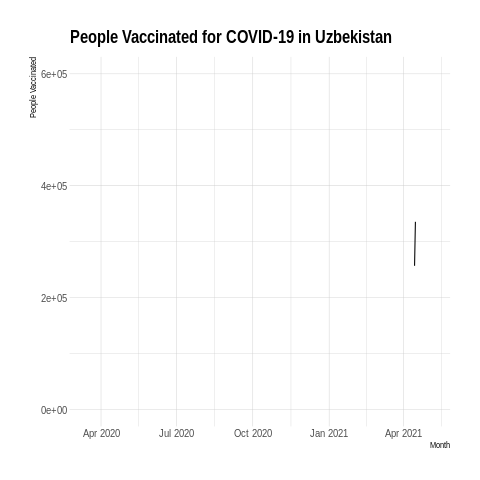 People Vaccinated for COVID-19 in Uzbekistan
People Vaccinated
6e+05
4e+05
2e+05
0e+00
Apr 2020 Jul 2020 Oct 2020 Jan 2021 Apr 2021
Month